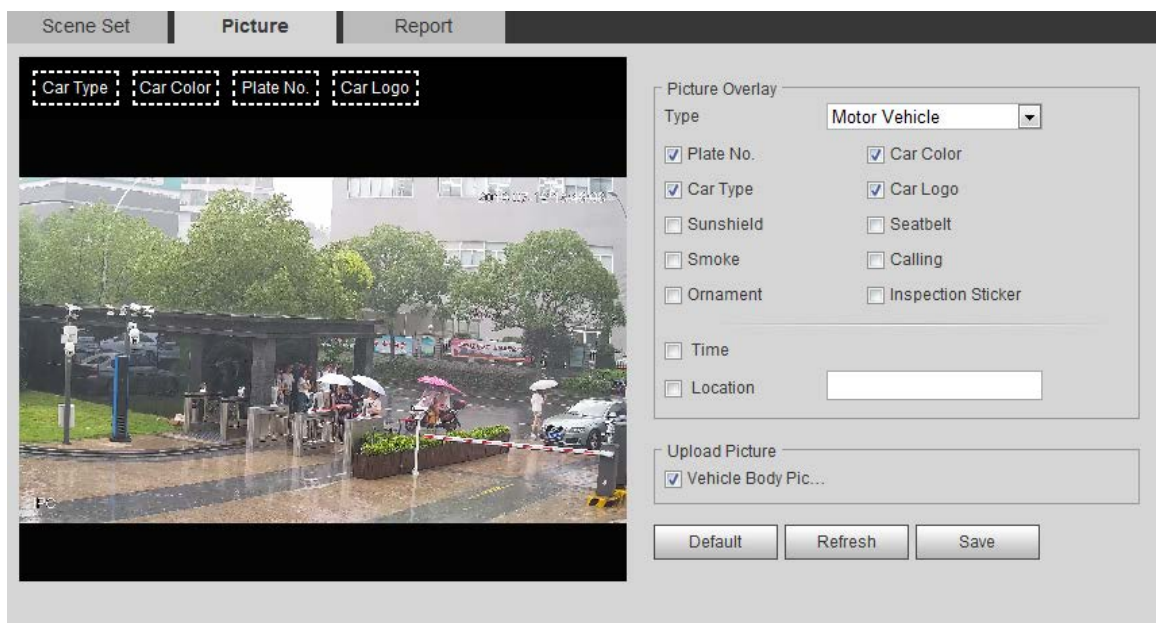 Scene Set Picture Report
Car Type Car Color Plate No. Car Logo
Picture Overlay
Type Motor Vehicle
Plate No. Car Color
Car Type Car Logo
Sunshield Seatbelt
Smoke Calling
Ornament Inspection Sticker
Time
Location
Upload Picture
Vehicle Body Pic...
PC
Default Refresh Save